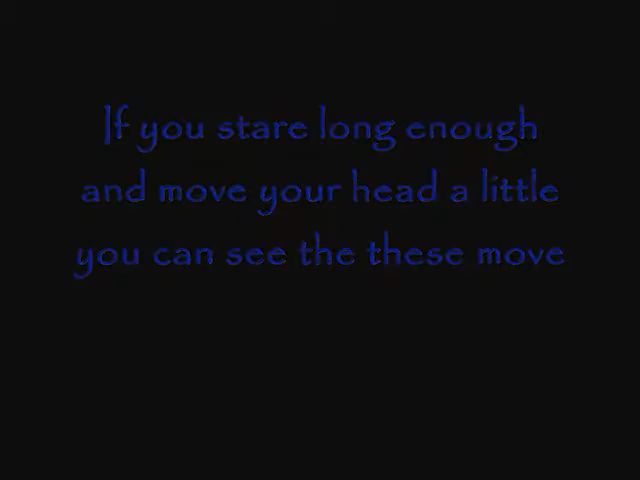 If you stare long enough
and move your head a little
you can see the these move